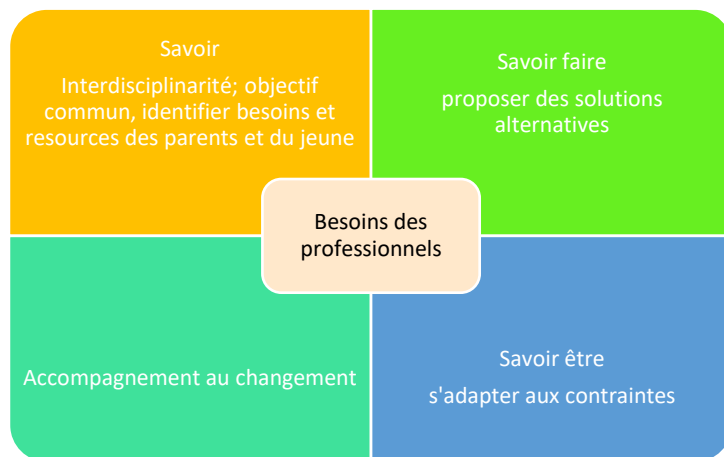 Savoir
Interdisciplinarité; objectif
commun, identifier besoins et
resources des parents et du jeune
Savoir faire
proposer des solutions
alternatives
Besoins des
professionnels
Accompagnement au changement
Savoir être
s'adapter aux contraintes